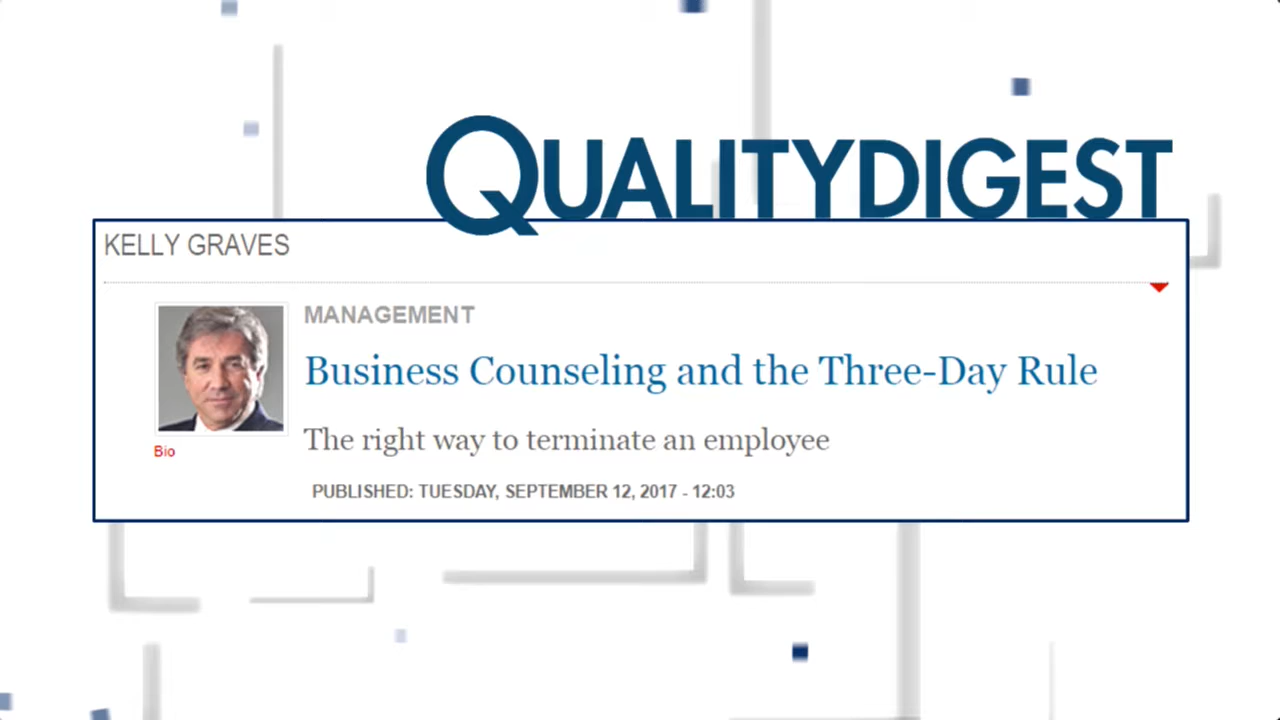 QUALITYDIGEST
KELLY GRAVES
MANAGEMENT
Business Counseling and the Three-Day Rule
Bio
The right way to terminate an employee
PUBLISHED: TUESDAY, SEPTEMBER 12, 2017 - 12:03